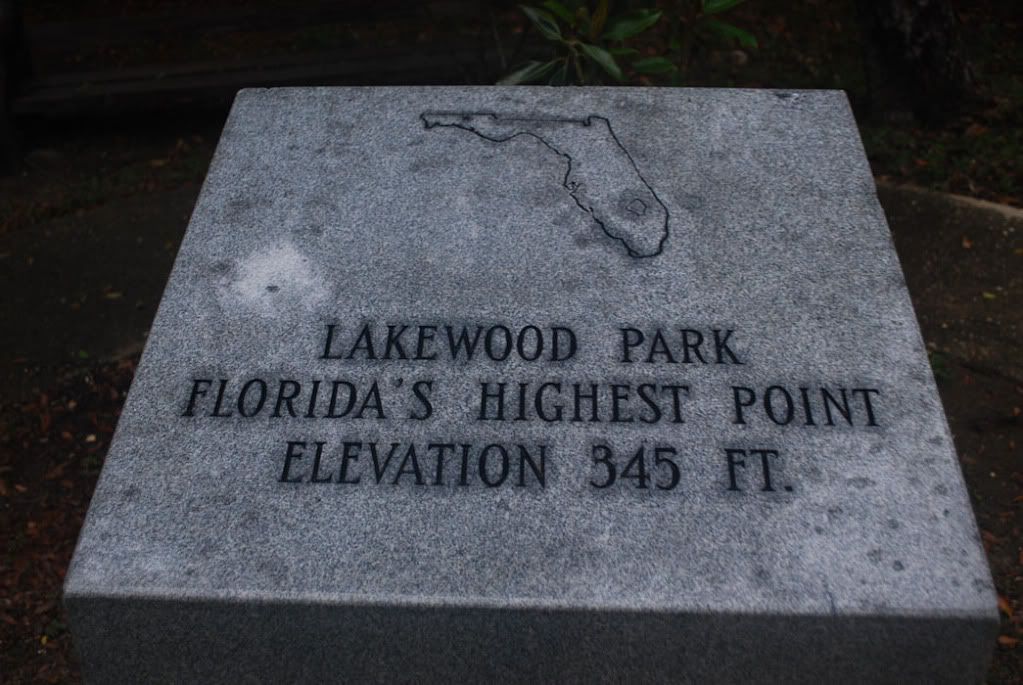 LAKEWOOD PARK
FLORIDA'S HIGHEST POINT
ELEVATION 345 FT.